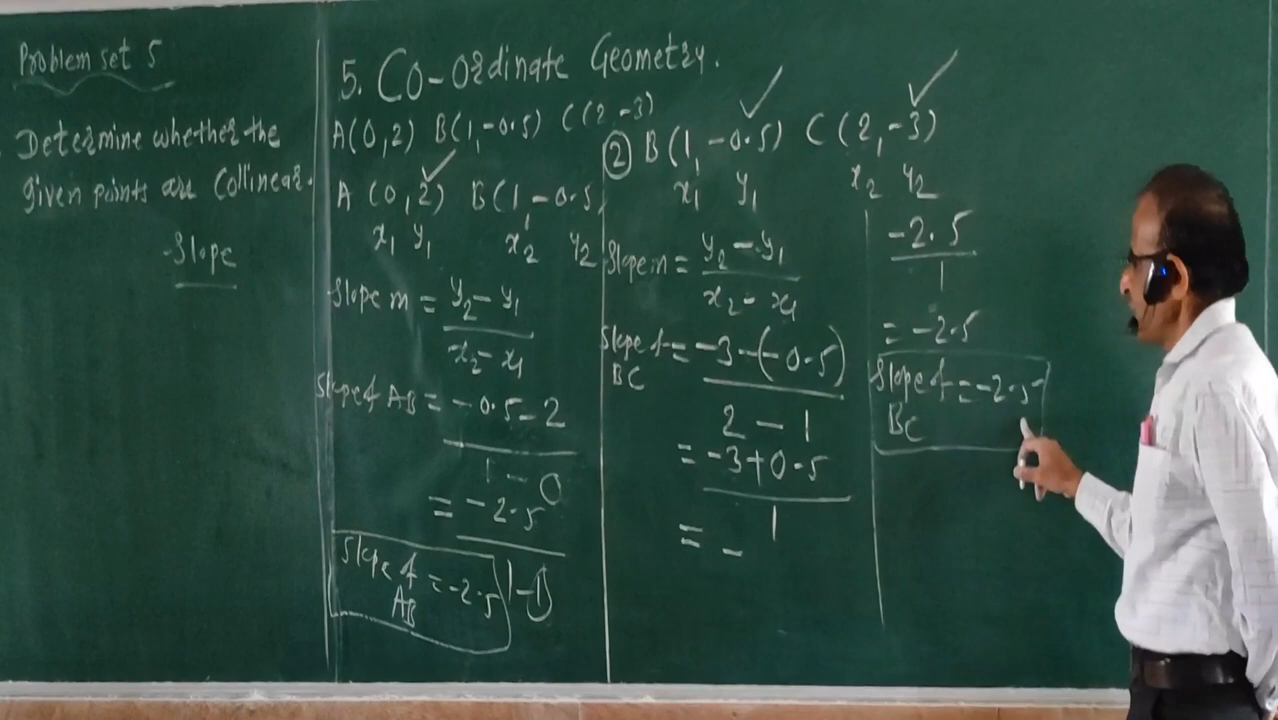 Problem set 5
Determine whether the
given points are Collinear.
- Slope
5. Co-Ordinate Geometry.
A(0,2) B(1,-0.5) C(2,-3)
A (0,2) B(1,-0.5)
x₁ y₁ x₂ y₂
Slope m = y₂ - y₁
x₂ - x₁
Slope of AB = -0.5-2
1-0
= -2.5
1
Slope of AB = -2.5 -①
② B(1,-0.5) C(2,-3)
x₁ y₁ x₂ y₂
Slope m = y₂ - y₁
x₂ - x₁
Slope of BC = -3-(-0.5)
2-1
= -3+0.5
1
= -
-2.5
1
= -2.5
Slope of BC = -2.5